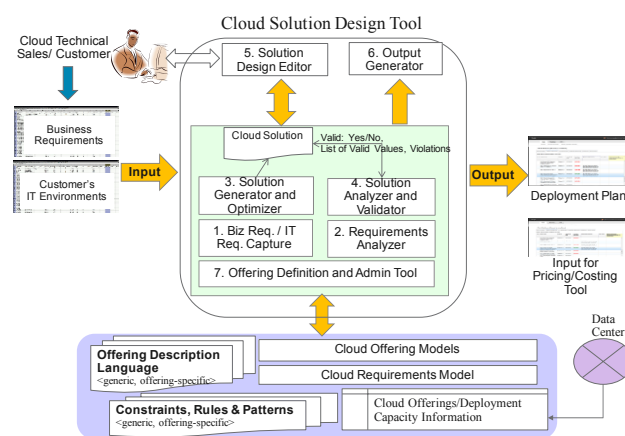 Cloud Solution Design Tool
Cloud Technical
Sales/ Customer
5. Solution
Design Editor
6. Output
Generator
Business
Requirements
Customer's
IT Environments
Input
Cloud Solution
Valid: Yes/No,
List of Valid Values, Violations
3. Solution
Generator and
Optimizer
4. Solution
Analyzer and
Validator
1. Biz Req. / IT
Req. Capture
2. Requirements
Analyzer
7. Offering Definition and Admin Tool
Output
Deployment Plan
Input for
Pricing/Costing
Tool
Data
Center
Offering Description
Language
<generic, offering-specific>
Cloud Offering Models
Cloud Requirements Model
Constraints, Rules & Patterns
<generic, offering-specific>
Cloud Offerings/Deployment
Capacity Information